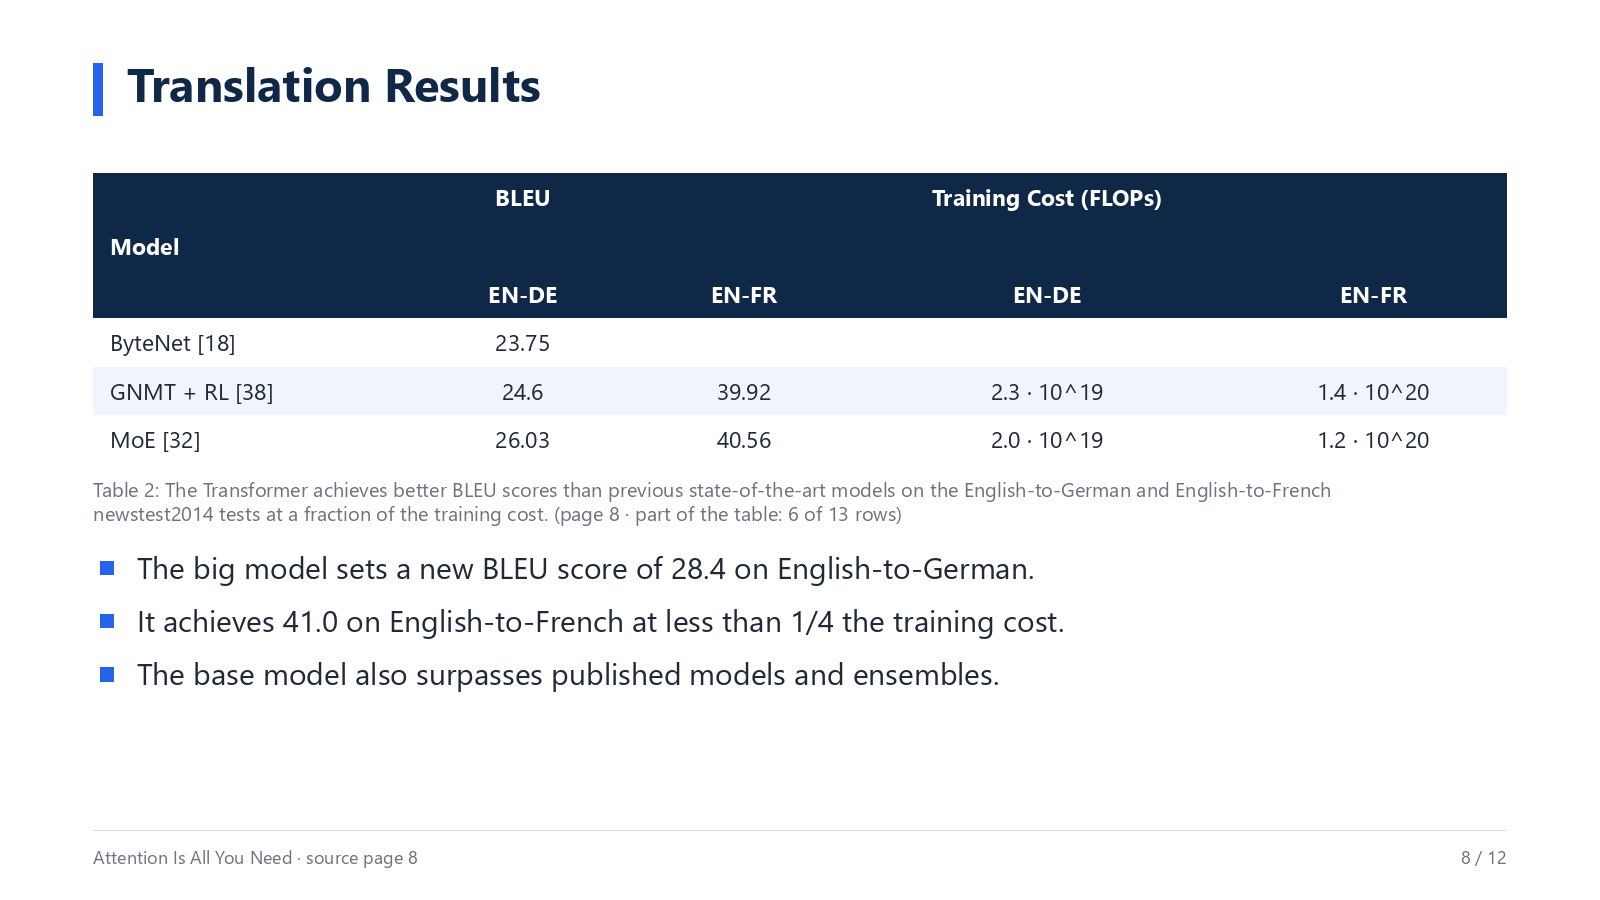 Translation Results
BLEU Training Cost (FLOPs)
Model
EN-DE EN-FR EN-DE EN-FR
ByteNet [18] 23.75
GNMT + RL [38] 24.6 39.92 2.3 · 10^19 1.4 · 10^20
MoE [32] 26.03 40.56 2.0 · 10^19 1.2 · 10^20
Table 2: The Transformer achieves better BLEU scores than previous state-of-the-art models on the English-to-German and English-to-French
newstest2014 tests at a fraction of the training cost. (page 8 · part of the table: 6 of 13 rows)
The big model sets a new BLEU score of 28.4 on English-to-German.
It achieves 41.0 on English-to-French at less than 1/4 the training cost.
The base model also surpasses published models and ensembles.
Attention Is All You Need · source page 8
8 / 12